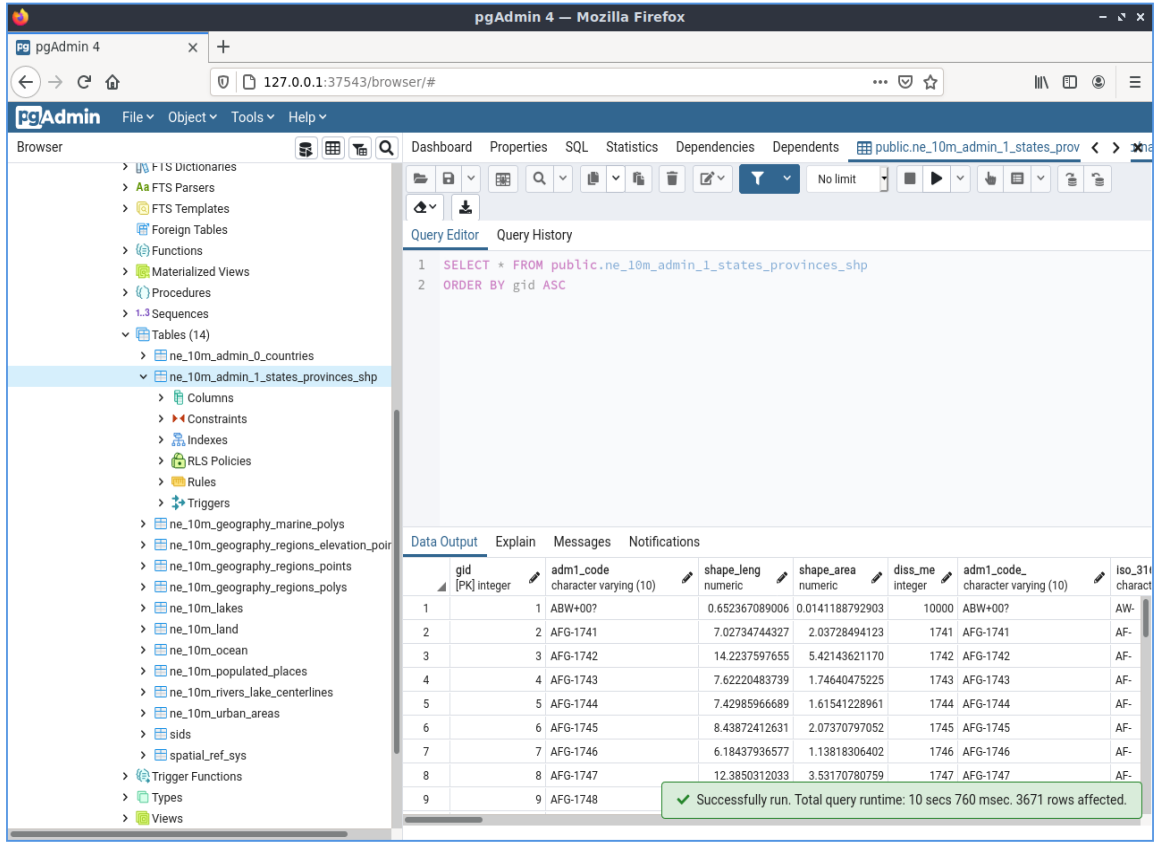 pgAdmin 4 — Mozilla Firefox
pgAdmin 4
127.0.0.1:37543/browser/#
pgAdmin File Object Tools Help
Browser
Dashboard Properties SQL Statistics Dependencies Dependents public.ne_10m_admin_1_states_prov
FTS Dictionaries
FTS Parsers
FTS Templates
Foreign Tables
Functions
Materialized Views
Procedures
1..3 Sequences
Tables (14)
ne_10m_admin_0_countries
ne_10m_admin_1_states_provinces_shp
Columns
Constraints
Indexes
RLS Policies
Rules
Triggers
ne_10m_geography_marine_polys
ne_10m_geography_regions_elevation_poin
ne_10m_geography_regions_points
ne_10m_geography_regions_polys
ne_10m_lakes
ne_10m_land
ne_10m_ocean
ne_10m_populated_places
ne_10m_rivers_lake_centerlines
ne_10m_urban_areas
sids
spatial_ref_sys
Trigger Functions
Types
Views
No limit
Query Editor Query History
1 SELECT * FROM public.ne_10m_admin_1_states_provinces_shp
2 ORDER BY gid ASC
Data Output Explain Messages Notifications
gid adm1_code shape_leng shape_area diss_me adm1_code_ iso_316
[PK] integer character varying (10) numeric numeric integer character varying (10) charact
1 1 ABW+00? 0.652367089006 0.0141188792903 10000 ABW+00? AW-
2 2 AFG-1741 7.02734744327 2.03728494123 1741 AFG-1741 AF-
3 3 AFG-1742 14.2237597655 5.42143621170 1742 AFG-1742 AF-
4 4 AFG-1743 7.62220483739 1.74640475225 1743 AFG-1743 AF-
5 5 AFG-1744 7.42985966689 1.61541228961 1744 AFG-1744 AF-
6 6 AFG-1745 8.43872412631 2.07370797052 1745 AFG-1745 AF-
7 7 AFG-1746 6.18437936577 1.13818306402 1746 AFG-1746 AF-
8 8 AFG-1747 12.3850312033 3.53170780759 1747 AFG-1747 AF-
9 9 AFG-1748
Successfully run. Total query runtime: 10 secs 760 msec. 3671 rows affected.